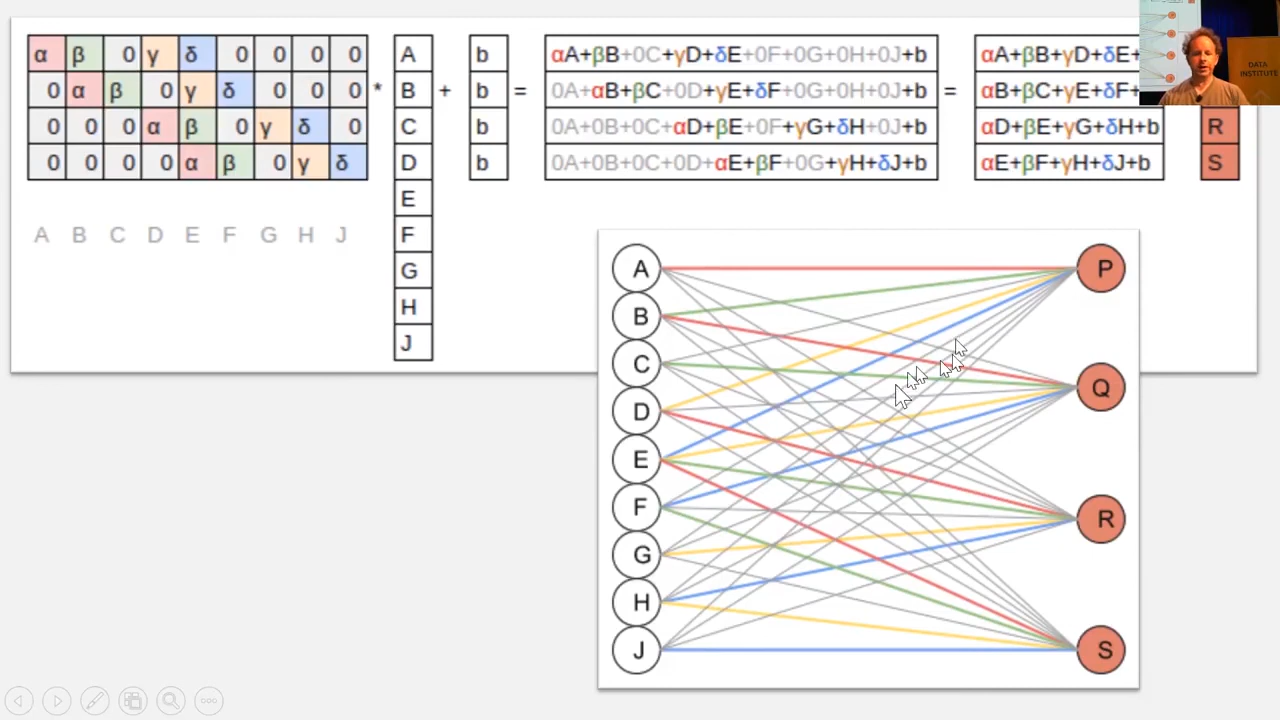 α β 0 γ δ 0 0 0 0
0 α β 0 γ δ 0 0 0
0 0 0 α β 0 γ δ 0
0 0 0 0 α β 0 γ δ
*
A
B
C
D
E
F
G
H
J
+
b
b
b
b
=
αA+βB+0C+γD+δE+0F+0G+0H+0J+b
0A+αB+βC+0D+γE+δF+0G+0H+0J+b
0A+0B+0C+αD+βE+0F+γG+δH+0J+b
0A+0B+0C+0D+αE+βF+0G+γH+δJ+b
=
αA+βB+γD+δE+
αB+βC+γE+δF+
αD+βE+γG+δH+b
αE+βF+γH+δJ+b
R
S
DATA
INSTITUTE
A B C D E F G H J
A
B
C
D
E
F
G
H
J
P
Q
R
S